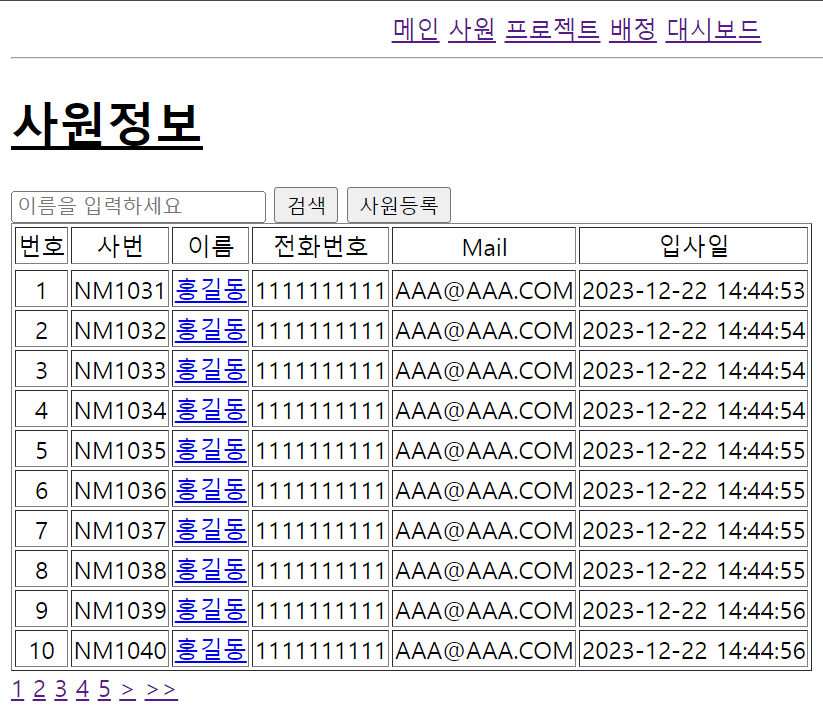 메인 사원 프로젝트 배정 대시보드
사원정보
이름을 입력하세요 검색 사원등록
번호 사번 이름 전화번호 Mail 입사일
1 NM1031 홍길동 1111111111 AAA@AAA.COM 2023-12-22 14:44:53
2 NM1032 홍길동 1111111111 AAA@AAA.COM 2023-12-22 14:44:54
3 NM1033 홍길동 1111111111 AAA@AAA.COM 2023-12-22 14:44:54
4 NM1034 홍길동 1111111111 AAA@AAA.COM 2023-12-22 14:44:54
5 NM1035 홍길동 1111111111 AAA@AAA.COM 2023-12-22 14:44:55
6 NM1036 홍길동 1111111111 AAA@AAA.COM 2023-12-22 14:44:55
7 NM1037 홍길동 1111111111 AAA@AAA.COM 2023-12-22 14:44:55
8 NM1038 홍길동 1111111111 AAA@AAA.COM 2023-12-22 14:44:55
9 NM1039 홍길동 1111111111 AAA@AAA.COM 2023-12-22 14:44:56
10 NM1040 홍길동 1111111111 AAA@AAA.COM 2023-12-22 14:44:56
1 2 3 4 5 > >>